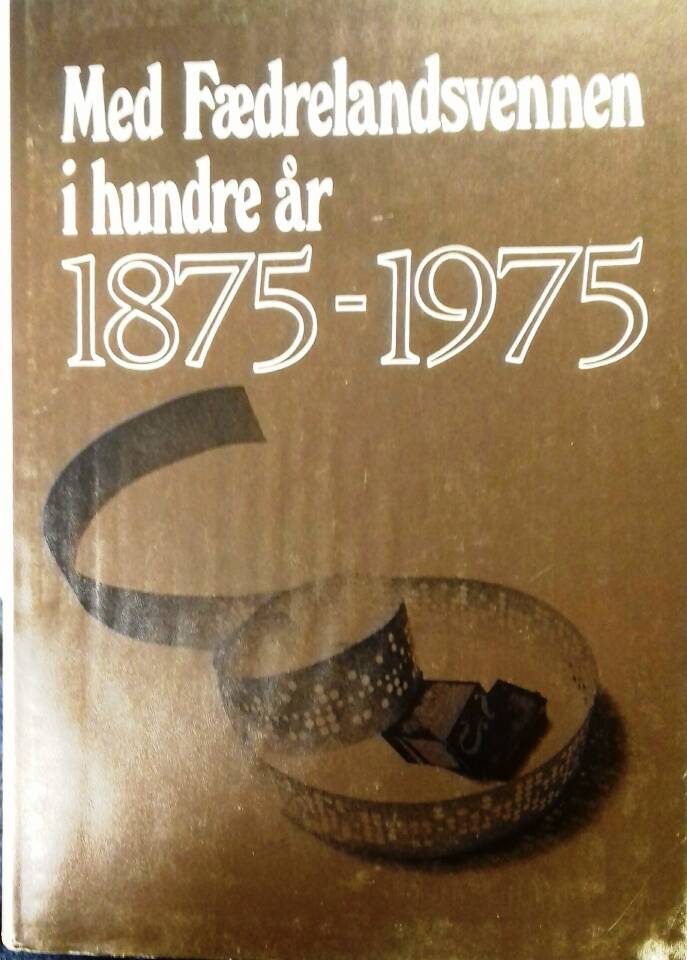 Med Fædrelandsvennen
i hundre år
1875-1975